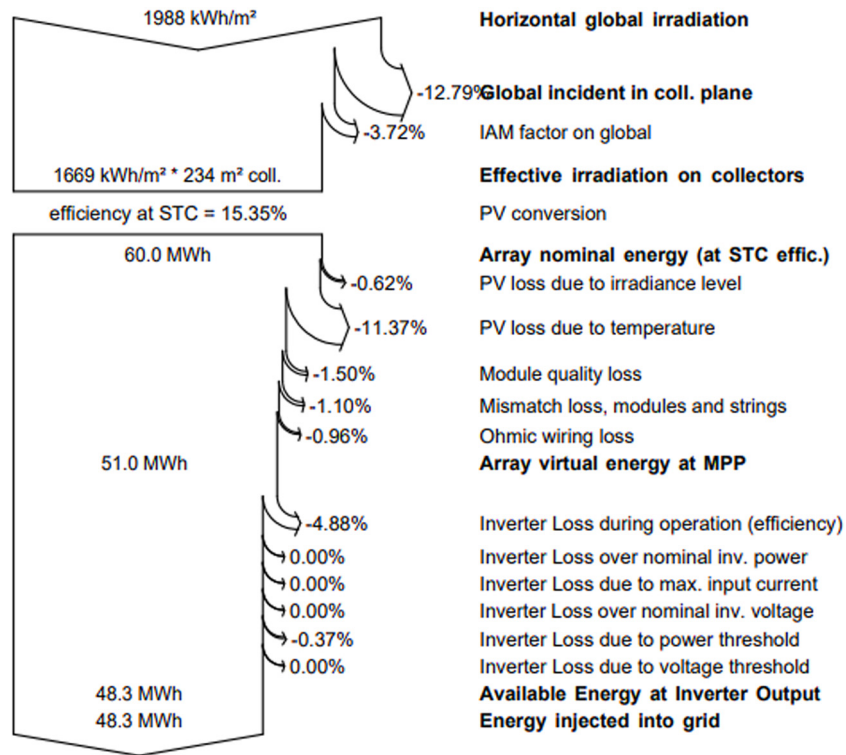 1988 kWh/m² Horizontal global irradiation
-12.79% Global incident in coll. plane
-3.72% IAM factor on global
1669 kWh/m² * 234 m² coll. Effective irradiation on collectors
efficiency at STC = 15.35% PV conversion
60.0 MWh Array nominal energy (at STC effic.)
-0.62% PV loss due to irradiance level
-11.37% PV loss due to temperature
-1.50% Module quality loss
-1.10% Mismatch loss, modules and strings
-0.96% Ohmic wiring loss
51.0 MWh Array virtual energy at MPP
-4.88% Inverter Loss during operation (efficiency)
0.00% Inverter Loss over nominal inv. power
0.00% Inverter Loss due to max. input current
0.00% Inverter Loss over nominal inv. voltage
-0.37% Inverter Loss due to power threshold
0.00% Inverter Loss due to voltage threshold
48.3 MWh Available Energy at Inverter Output
48.3 MWh Energy injected into grid